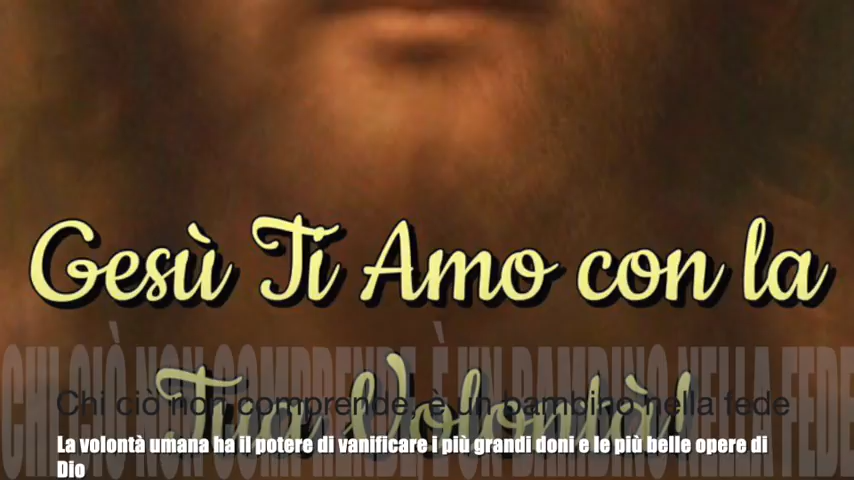 Gesù Ti Amo con la
Tua Volontà!
CHI CIÒ NON COMPRENDE, È UN BAMBINO NELLA FEDE
Chi ciò non comprende, è un bambino nella fede
La volontà umana ha il potere di vanificare i più grandi doni e le più belle opere di
Dio